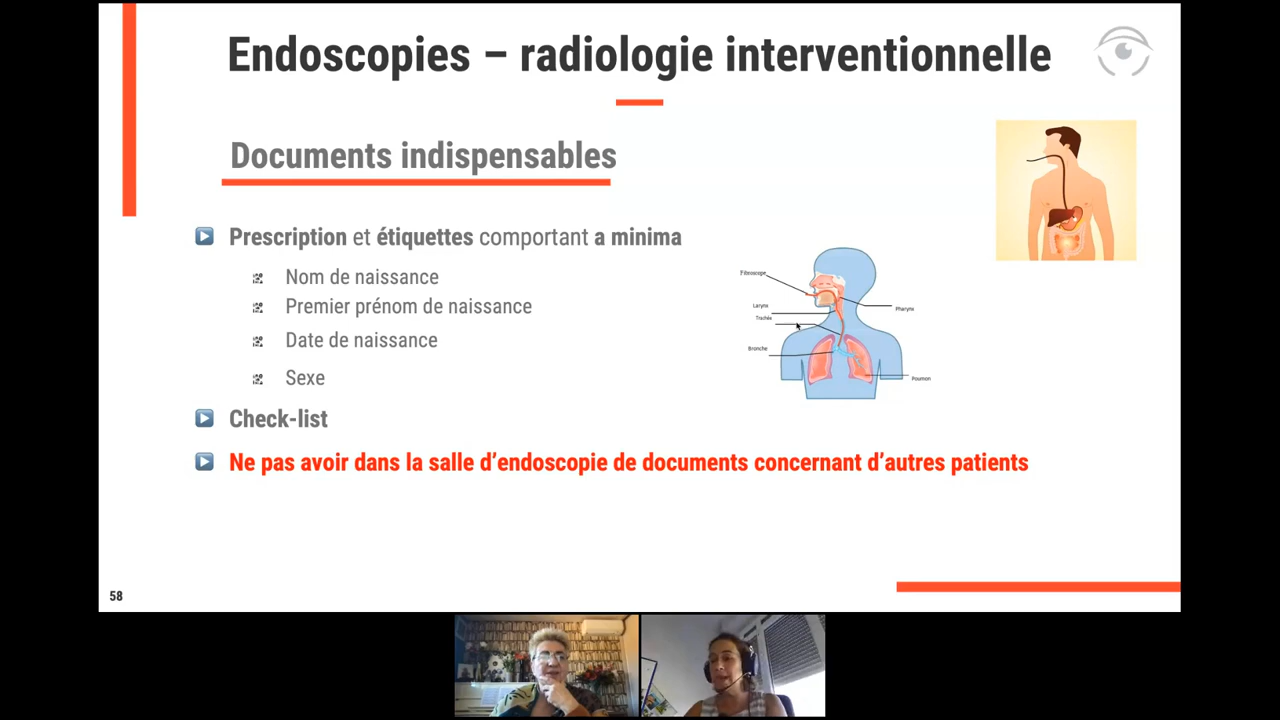 Endoscopies – radiologie interventionnelle
Documents indispensables
Prescription et étiquettes comportant a minima
Nom de naissance
Premier prénom de naissance
Date de naissance
Sexe
Check-list
Ne pas avoir dans la salle d’endoscopie de documents concernant d’autres patients
Fibroscope
Larynx
Trachée
Bronche
Pharynx
Poumon
58